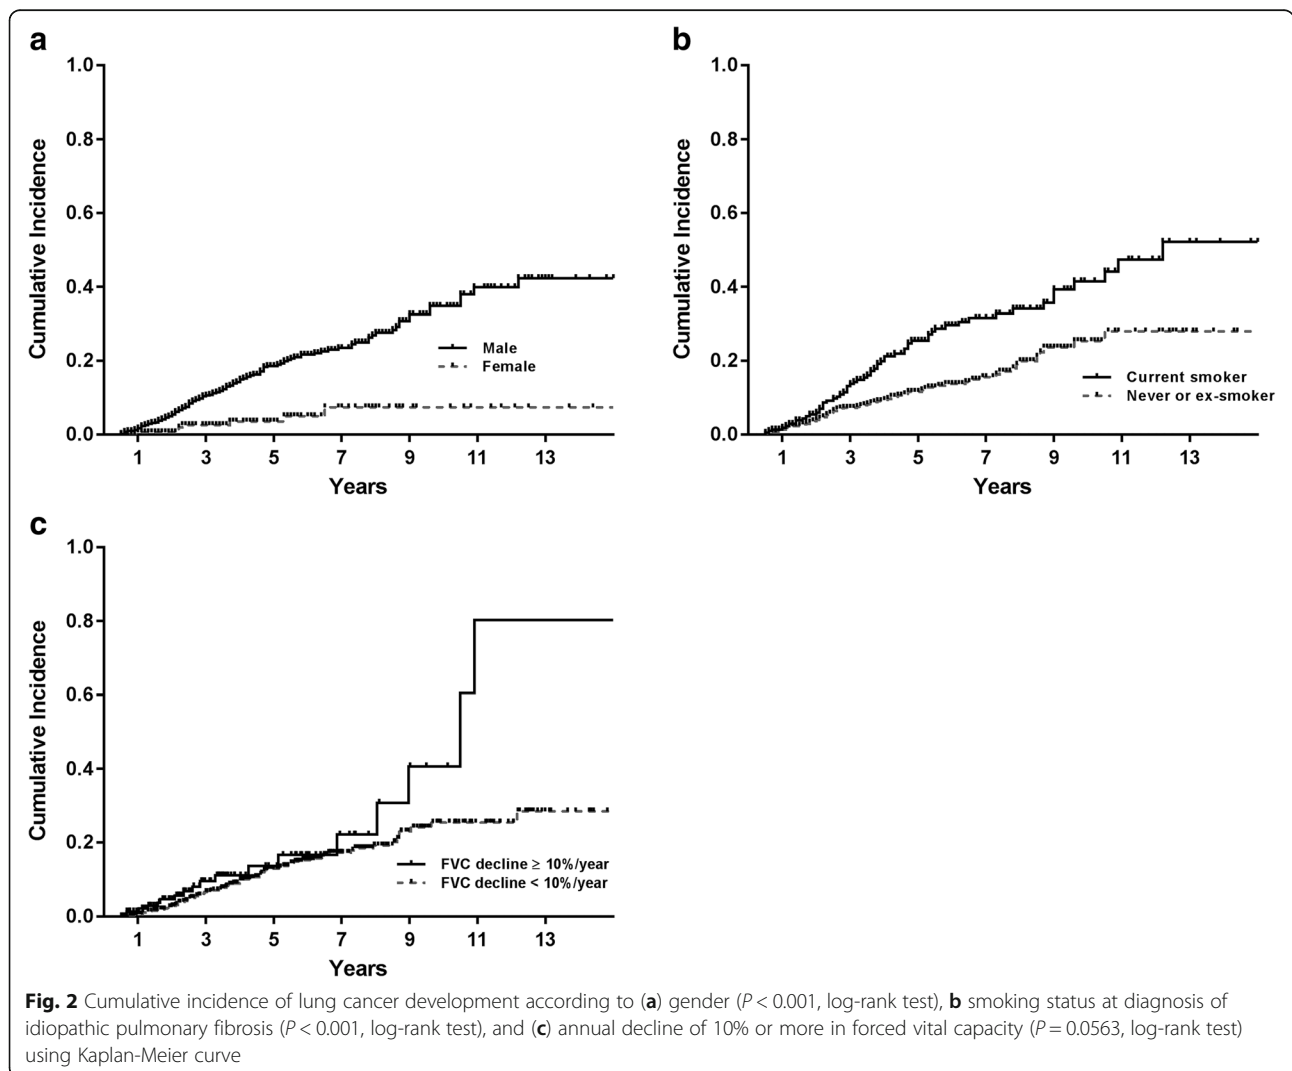 a
1.0
0.8
0.6
0.4
0.2
0.0
Cumulative Incidence
Male
Female
1 3 5 7 9 11 13
Years
b
1.0
0.8
0.6
0.4
0.2
0.0
Cumulative Incidence
Current smoker
Never or ex-smoker
1 3 5 7 9 11 13
Years
c
1.0
0.8
0.6
0.4
0.2
0.0
Cumulative Incidence
FVC decline ≥ 10%/year
FVC decline < 10%/year
1 3 5 7 9 11 13
Years
Fig. 2 Cumulative incidence of lung cancer development according to (a) gender (P < 0.001, log-rank test), b smoking status at diagnosis of
idiopathic pulmonary fibrosis (P < 0.001, log-rank test), and (c) annual decline of 10% or more in forced vital capacity (P = 0.0563, log-rank test)
using Kaplan-Meier curve